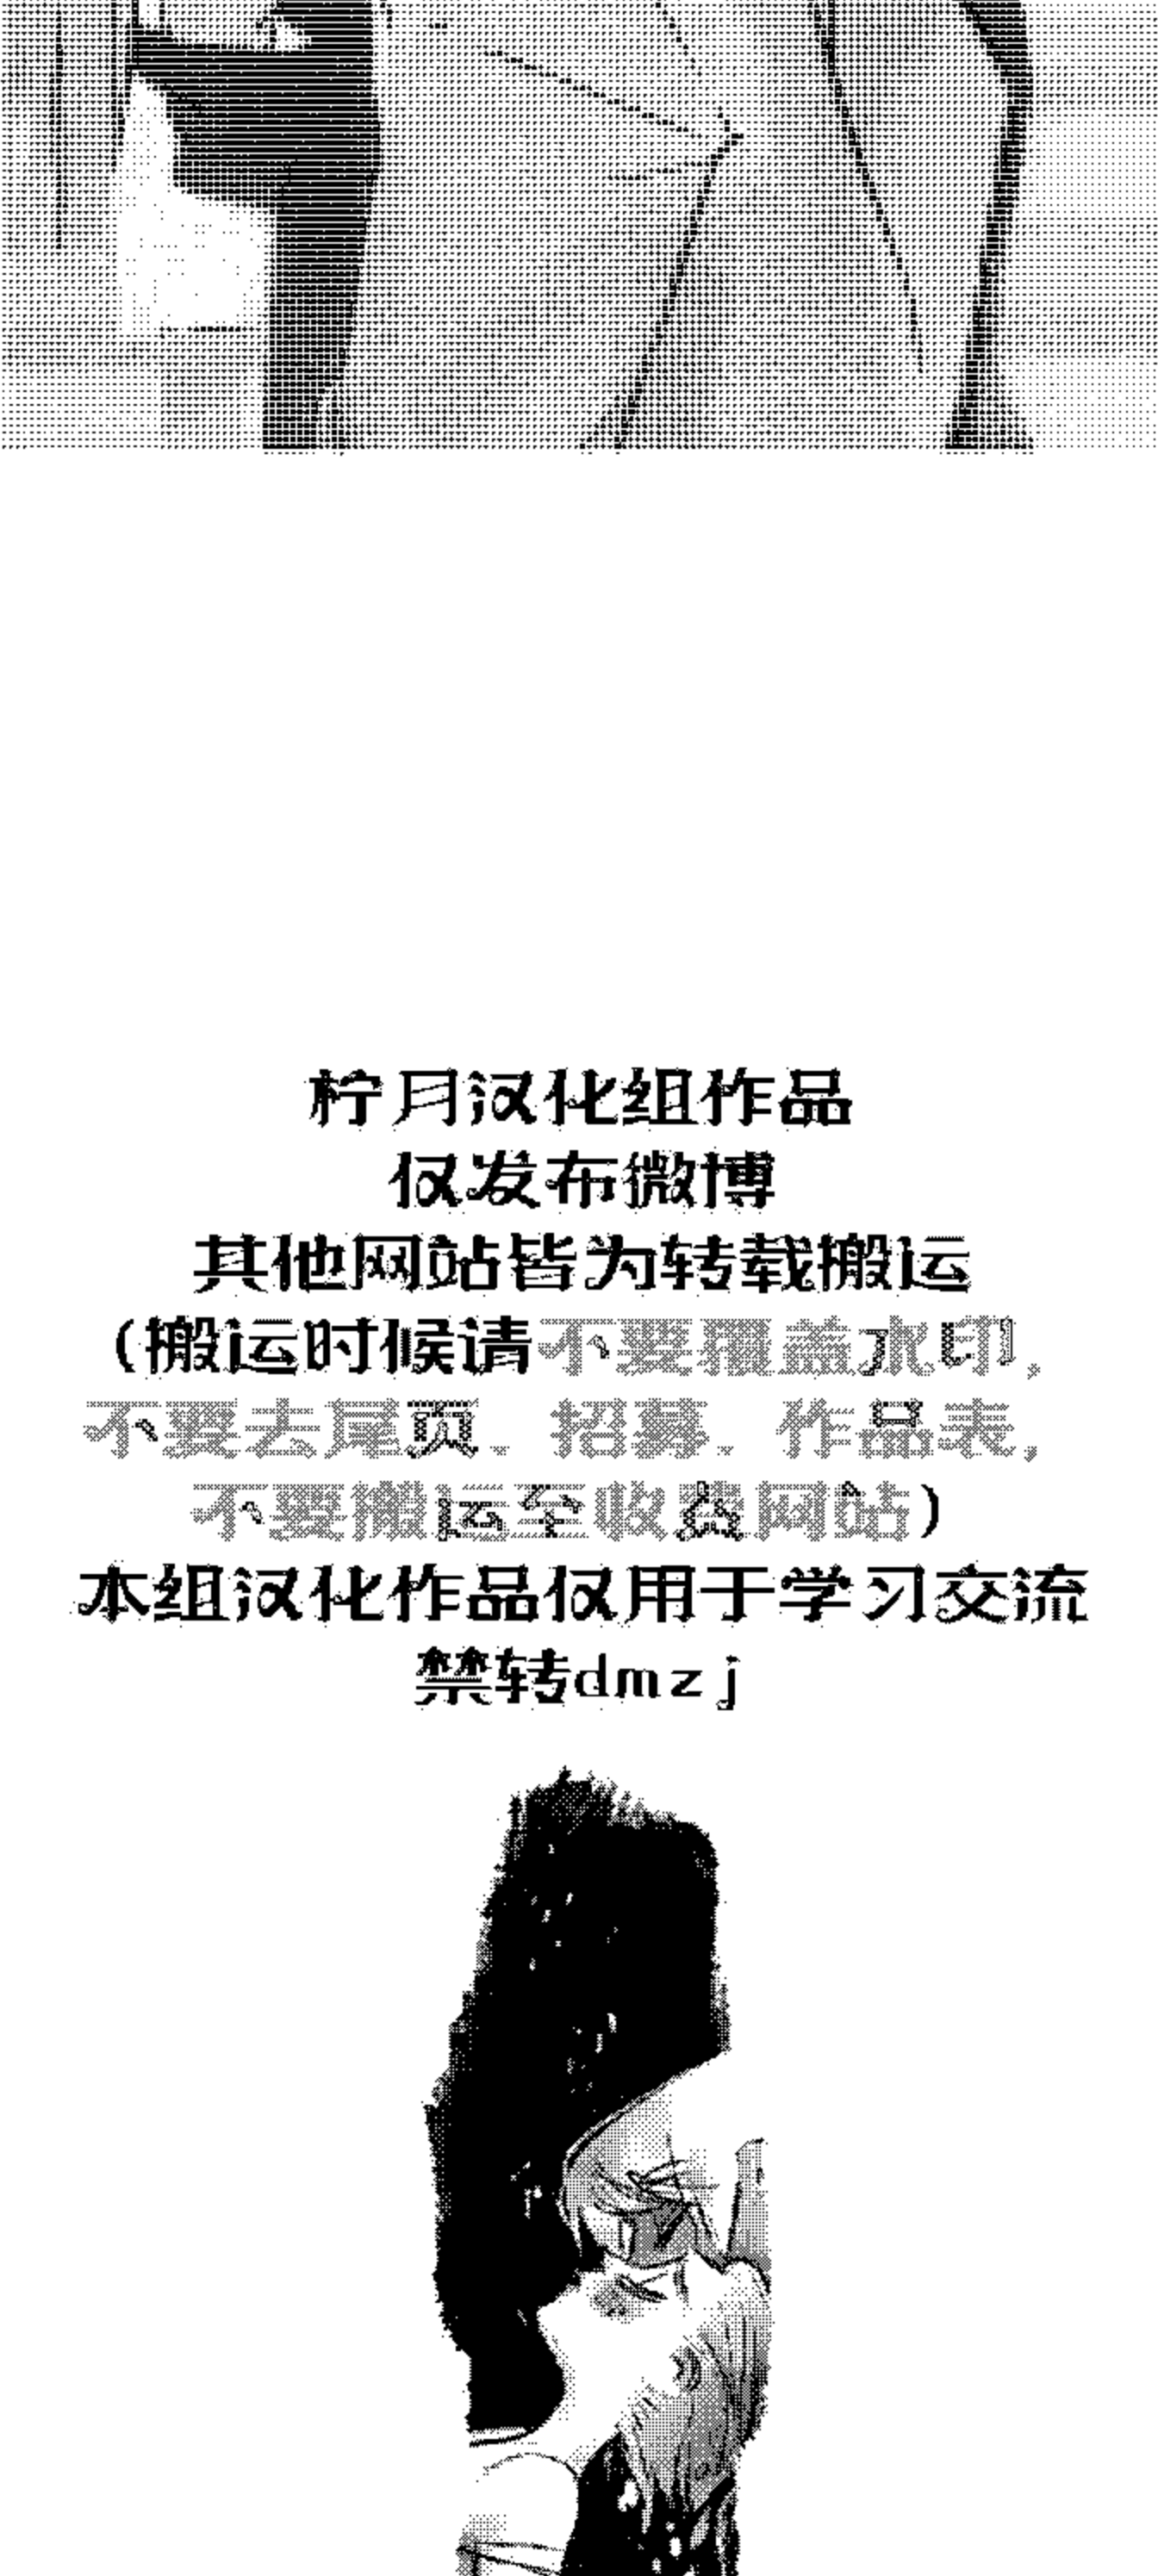 柠月汉化组作品
仅发布微博
其他网站皆为转载搬运
(搬运时候请不要覆盖水印,
不要去尾页、招募、作品表,
不要搬运至收费网站)
本组汉化作品仅用于学习交流
禁转dmzj